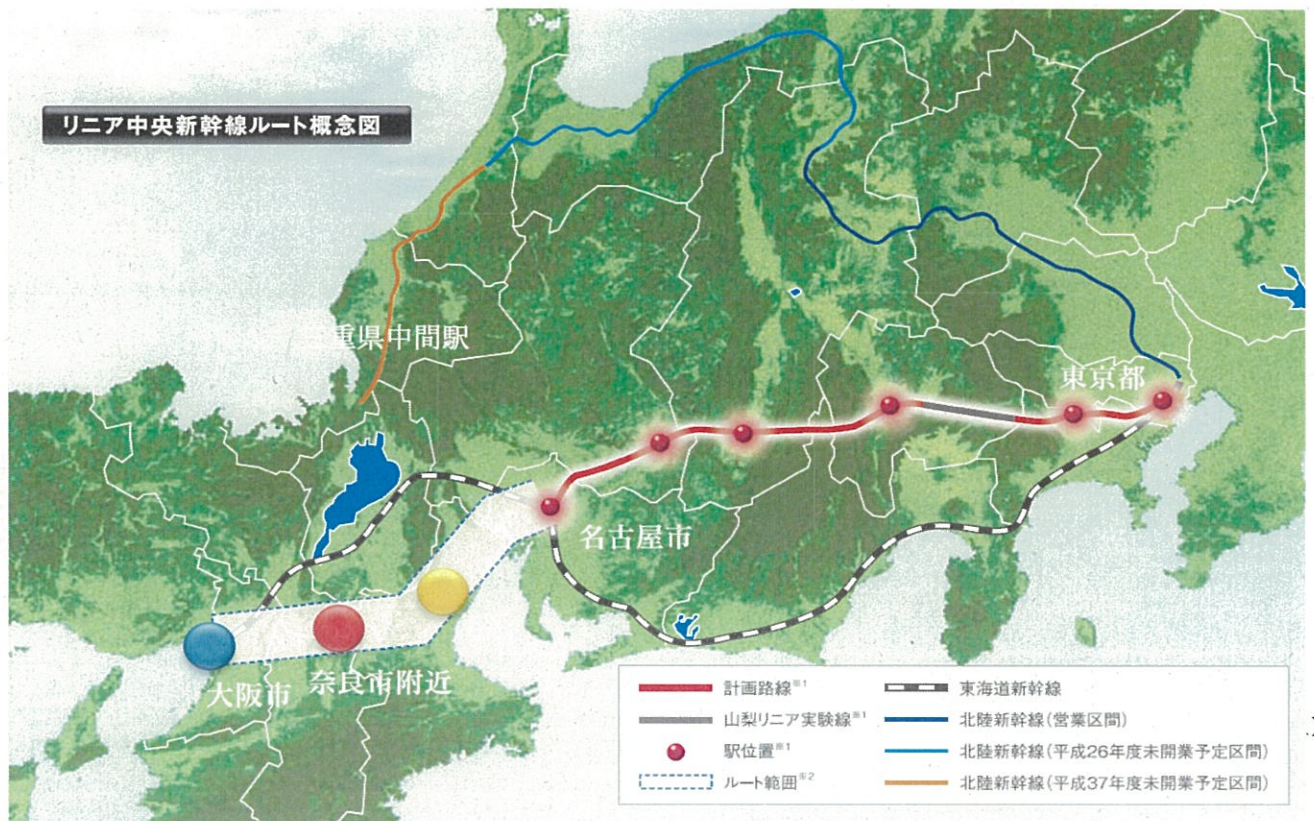 リニア中央新幹線ルート概念図
重県中間駅
東京都
名古屋市
大阪市
奈良市附近
計画路線※1
山梨リニア実験線※1
駅位置※1
ルート範囲※2
東海道新幹線
北陸新幹線(営業区間)
北陸新幹線(平成26年度末開業予定区間)
北陸新幹線(平成37年度末開業予定区間)